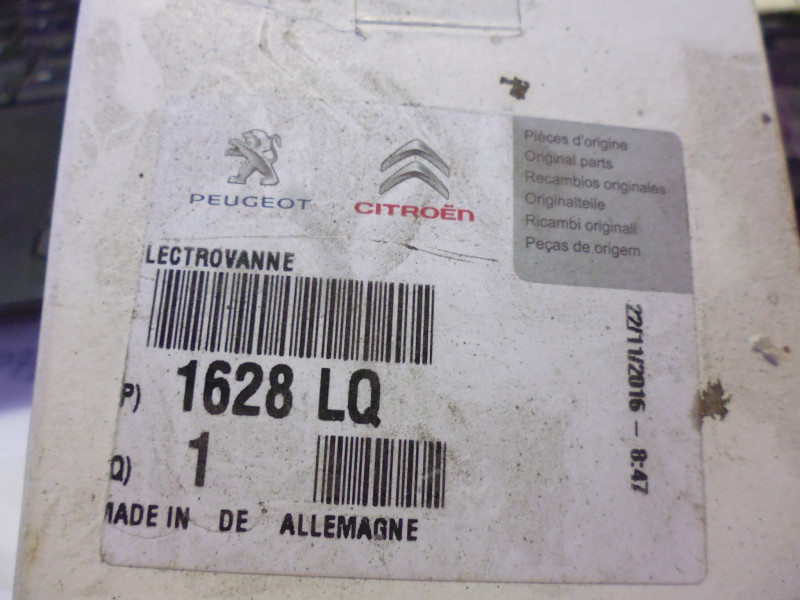 PEUGEOT
CITROËN
Pièces d'origine
Original parts
Recambios originales
Originalteile
Ricambi originali
Peças de origem
LECTROVANNE
P) 1628 LQ
Q) 1
MADE IN DE ALLEMAGNE
22/11/2016 - 8:47